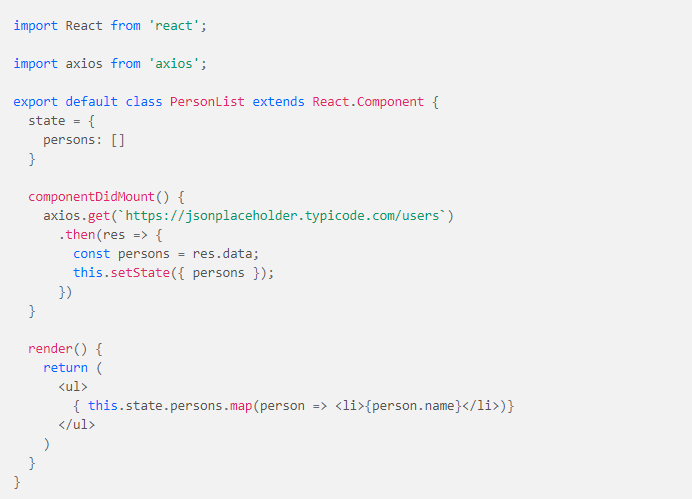 import React from 'react';
import axios from 'axios';
export default class PersonList extends React.Component {
  state = {
    persons: []
  }
  componentDidMount() {
    axios.get(`https://jsonplaceholder.typicode.com/users`)
      .then(res => {
        const persons = res.data;
        this.setState({ persons });
      })
  }
  render() {
    return (
      <ul>
        { this.state.persons.map(person => <li>{person.name}</li>)}
      </ul>
    )
  }
}